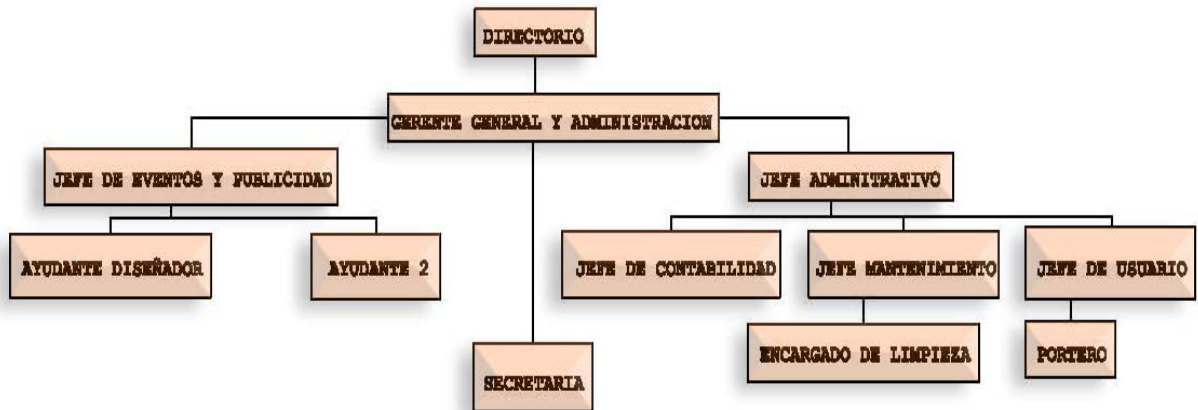 DIRECTORIO
GERENTE GENERAL Y ADMINISTRACION
JEFE DE EVENTOS Y PUBLICIDAD
JEFE ADMINITRATIVO
AYUDANTE DISEÑADOR
AYUDANTE 2
JEFE DE CONTABILIDAD
JEFE MANTENIMIENTO
JEFE DE USUARIO
ENCARGADO DE LIMPIEZA
PORTERO
SECRETARIA